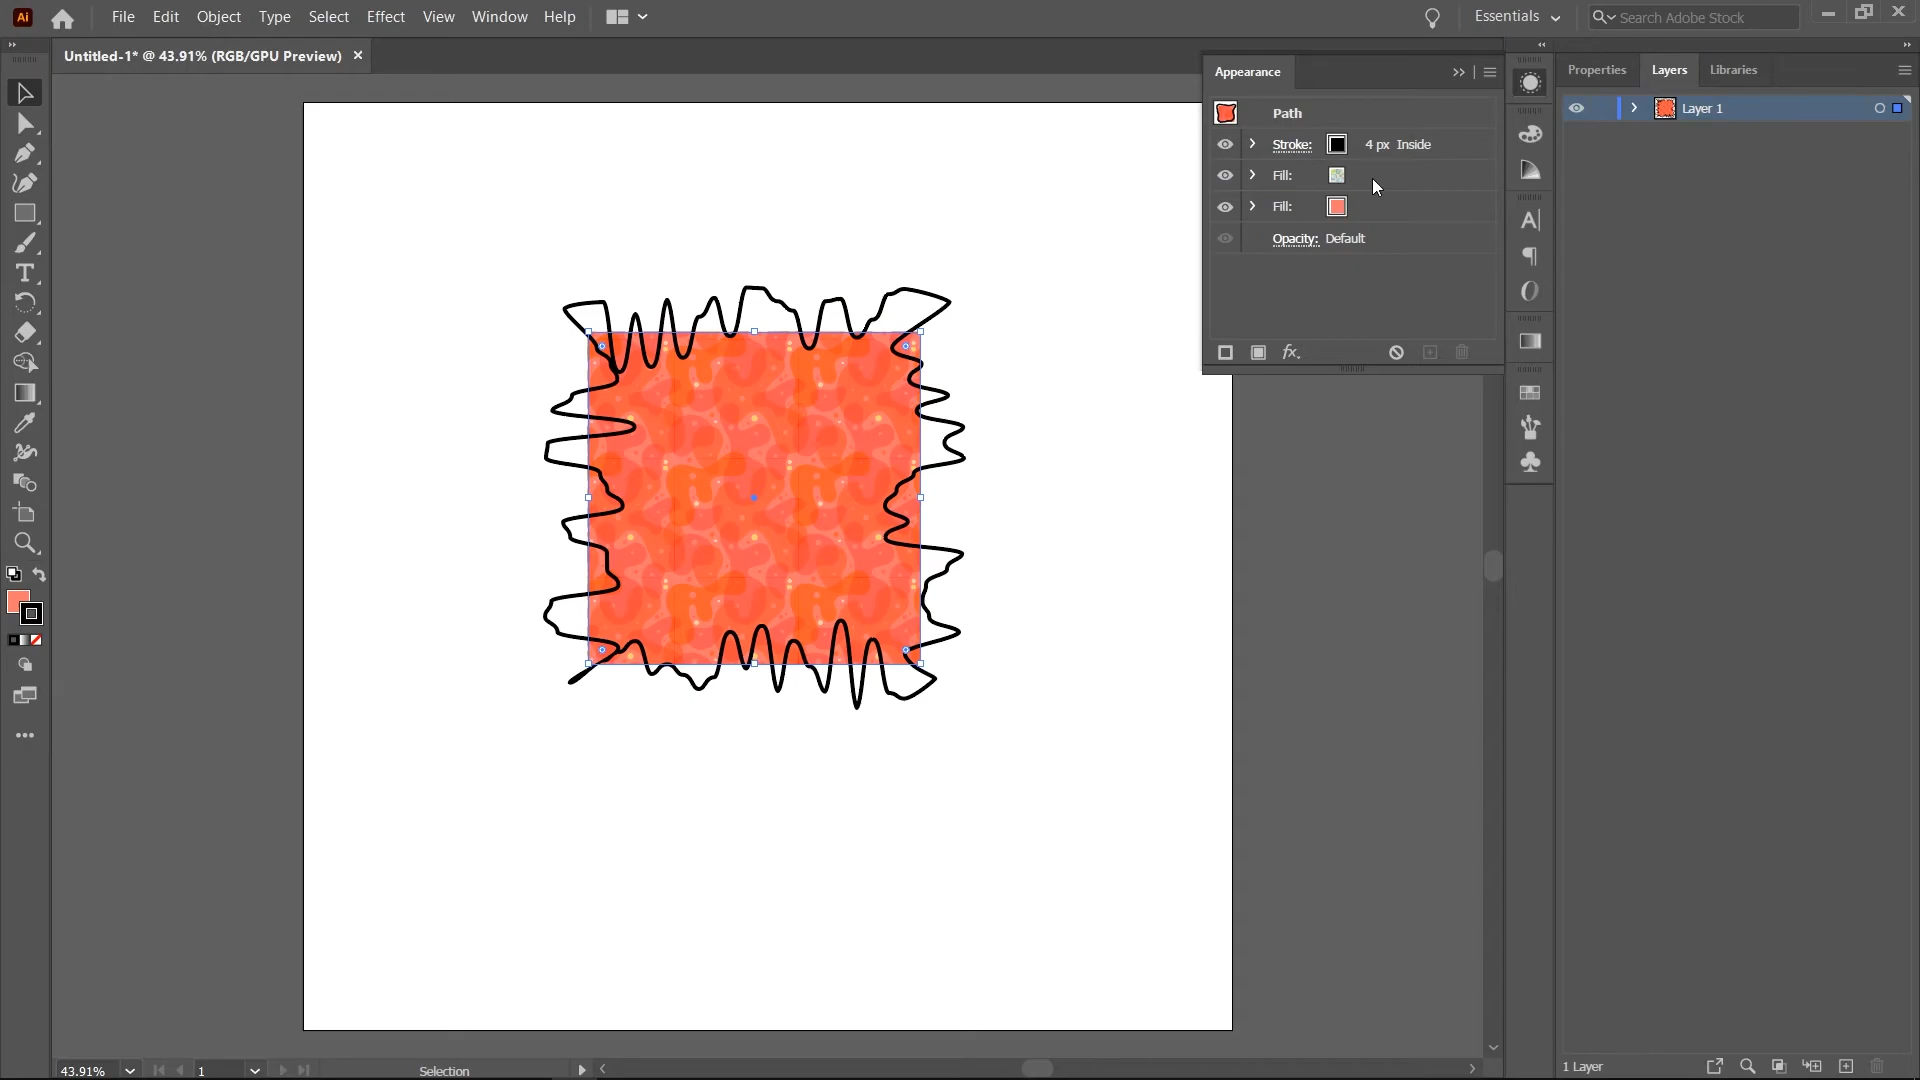 Ai File Edit Object Type Select Effect View Window Help Essentials Search Adobe Stock
Untitled-1* @ 43.91% (RGB/GPU Preview) ×
Appearance
Path
Stroke: 4 px Inside
Fill:
Fill:
Opacity: Default
fx.
Properties Layers Libraries
Layer 1
43.91% 1 Selection
1 Layer